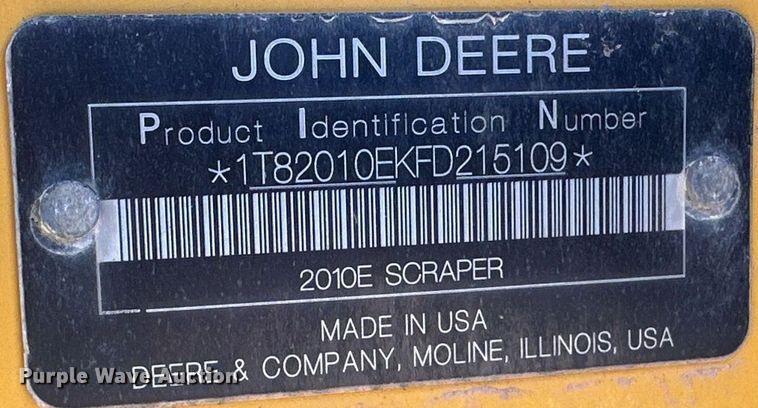 JOHN DEERE
Product Identification Number
*1T82010EKFD215109*
2010E SCRAPER
MADE IN USA
DEERE & COMPANY, MOLINE, ILLINOIS, USA
Purple Wave Auction